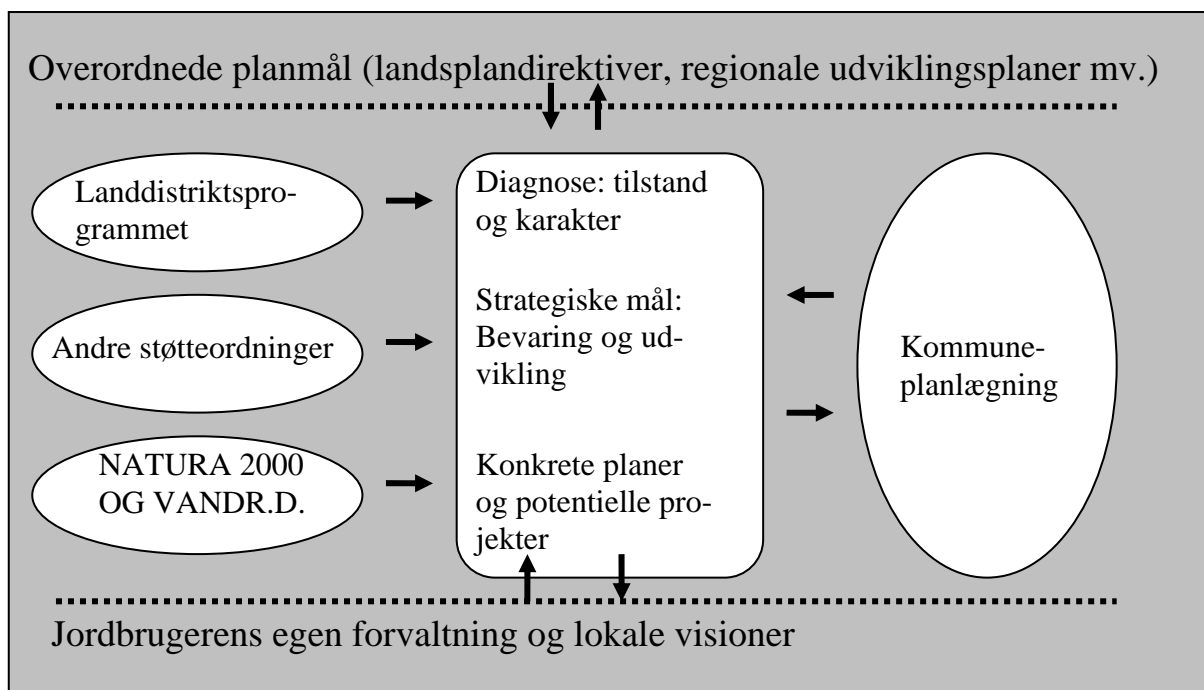 Overordnede planmål (landsplandirektiver, regionale udviklingsplaner mv.)
Landdistriktspro-
grammet
Andre støtteordninger
NATURA 2000
OG VANDR.D.
Diagnose: tilstand
og karakter
Strategiske mål:
Bevaring og ud-
vikling
Konkrete planer
og potentielle pro-
jekter
Kommune-
planlægning
Jordbrugerens egen forvaltning og lokale visioner